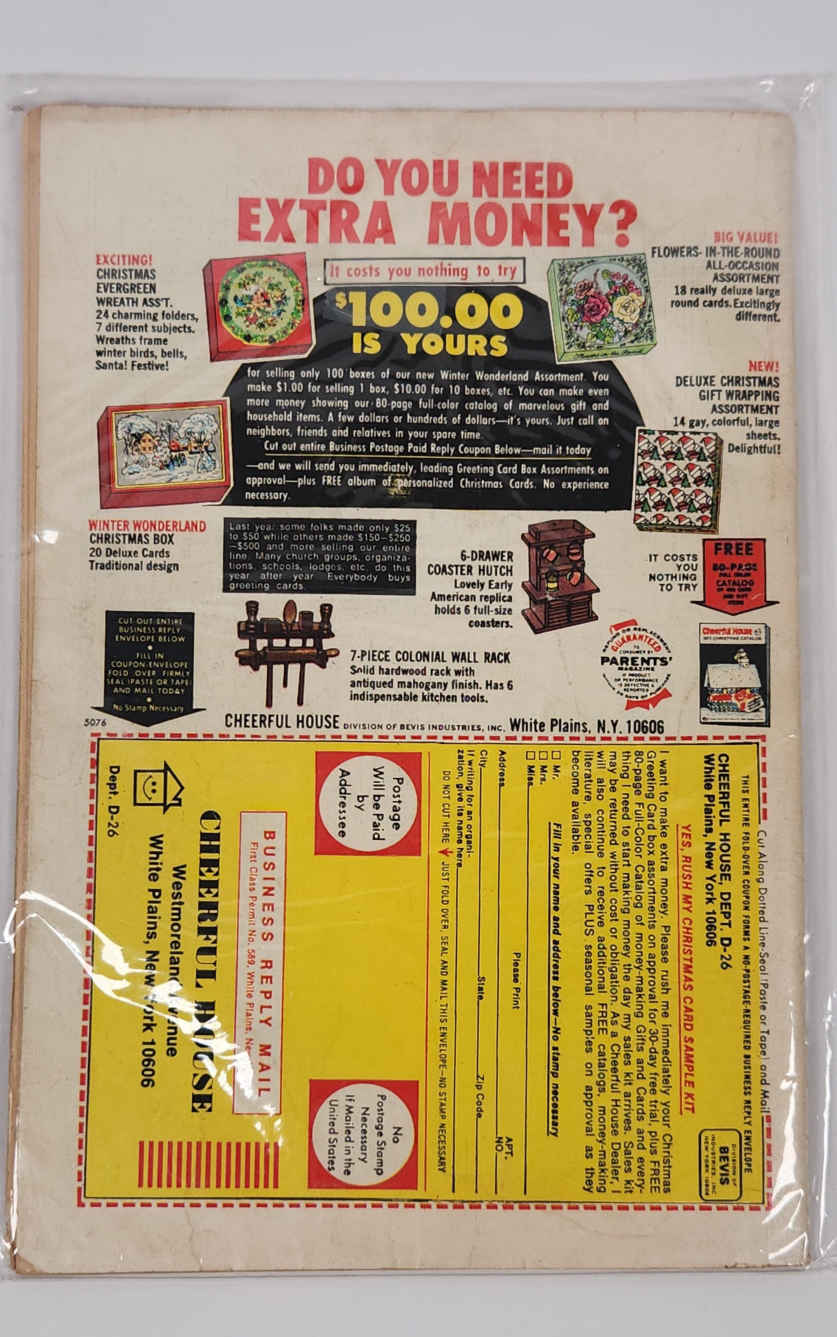 DO YOU NEED
EXTRA MONEY?
EXCITING!
CHRISTMAS
EVERGREEN
WREATH ASS'T.
24 charming folders,
7 different subjects.
Wreaths frame
winter birds, bells,
Santa! Festive!
It costs you nothing to try
$100.00
IS YOURS
BIG VALUE!
FLOWERS-IN-THE-ROUND
ALL-OCCASION
ASSORTMENT
18 really deluxe large
round cards. Excitingly
different.
for selling only 100 boxes of our new Winter Wonderland Assortment. You
make $1.00 for selling 1 box, $10.00 for 10 boxes, etc. You can make even
more money showing our 80-page full-color catalog of marvelous gift and
household items. A few dollars or hundreds of dollars—it's yours. Just call on
neighbors, friends and relatives in your spare time.
Cut out entire Business Postage Paid Reply Coupon Below—mail it today
—and we will send you immediately, leading Greeting Card Box Assortments on
approval—plus FREE album of personalized Christmas Cards. No experience
necessary.
NEW!
DELUXE CHRISTMAS
GIFT WRAPPING
ASSORTMENT
14 gay, colorful, large
sheets.
Delightful!
WINTER WONDERLAND
CHRISTMAS BOX
20 Deluxe Cards
Traditional design
Last year some folks made only $25
to $50 while others made $150–$250
–$500 and more selling our entire
line. Many church groups, organiza-
tions, schools, lodges, etc. do this
year after year. Everybody buys
greeting cards.
6-DRAWER
COASTER HUTCH
Lovely Early
American replica
holds 6 full-size
coasters.
IT COSTS
YOU
NOTHING
TO TRY
FREE
80-PAGE
FULL COLOR
CATALOG
Cheerful House
CUT OUT ENTIRE
BUSINESS REPLY
ENVELOPE BELOW
•
FILL IN
COUPON-ENVELOPE
FOLD OVER FIRMLY
SEAL (PASTE OR TAPE)
AND MAIL TODAY
•
No Stamp Necessary
7-PIECE COLONIAL WALL RACK
Solid hardwood rack with
antiqued mahogany finish. Has 6
indispensable kitchen tools.
GUARANTEED
PARENTS'
MAGAZINE
5076
CHEERFUL HOUSE DIVISION OF BEVIS INDUSTRIES, INC. White Plains, N.Y. 10606
Cut Along Dotted Line-Seal (Paste or Tape) and Mail
THIS ENTIRE FOLD-OVER COUPON FORMS A NO-POSTAGE-REQUIRED BUSINESS REPLY ENVELOPE
CHEERFUL HOUSE, DEPT. D-26
White Plains, New York 10606
DIVISION OF
BEVIS
INDUSTRIES, INC.
NEW YORK 10606
YES, RUSH MY CHRISTMAS CARD SAMPLE KIT
I want to make extra money. Please rush me immediately your Christmas
Greeting Card box assortments on approval for 30-day free trial, plus FREE
80-page Full-Color Catalog of money-making Gifts and Cards and every-
thing I need to start making money the day my sales kit arrives. Sales kit
may be returned without cost or obligation. As a Cheerful House Dealer, I
will also continue to receive additional FREE catalogs, money-making
literature, special offers PLUS seasonal samples on approval as they
become available.
Fill in your name and address below—No stamp necessary
Mr.
Mrs.
Miss
Please Print
Address
APT.
NO.
City
State
Zip Code
If writing for an organi-
zation, give its name here
DO NOT CUT HERE JUST FOLD OVER, SEAL AND MAIL THIS ENVELOPE—NO STAMP NECESSARY
Postage
Will be Paid
by
Addressee
No
Postage Stamp
Necessary
If Mailed in the
United States
BUSINESS REPLY MAIL
First Class Permit No. 589, White Plains,
CHEERFUL HOUSE
Westmoreland Avenue
White Plains, New York 10606
Dept. D-26